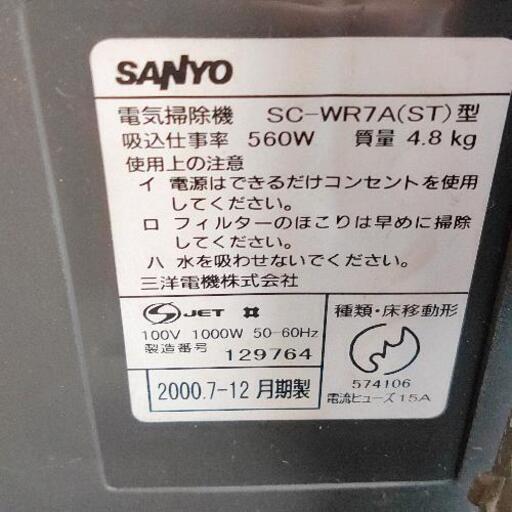 SANYO
電気掃除機 SC-WR7A(ST)型
吸込仕事率 560W 質量 4.8 kg
使用上の注意
イ 電源はできるだけコンセントを使用
してください。
ロ フィルターのほこりは早めに掃除
してください。
ハ 水を吸わせないでください。
三洋電機株式会社
JET
100V 1000W 50-60Hz
製造番号 129764
2000.7-12 月期製
種類・床移動形
574106
電流ヒューズ 15A